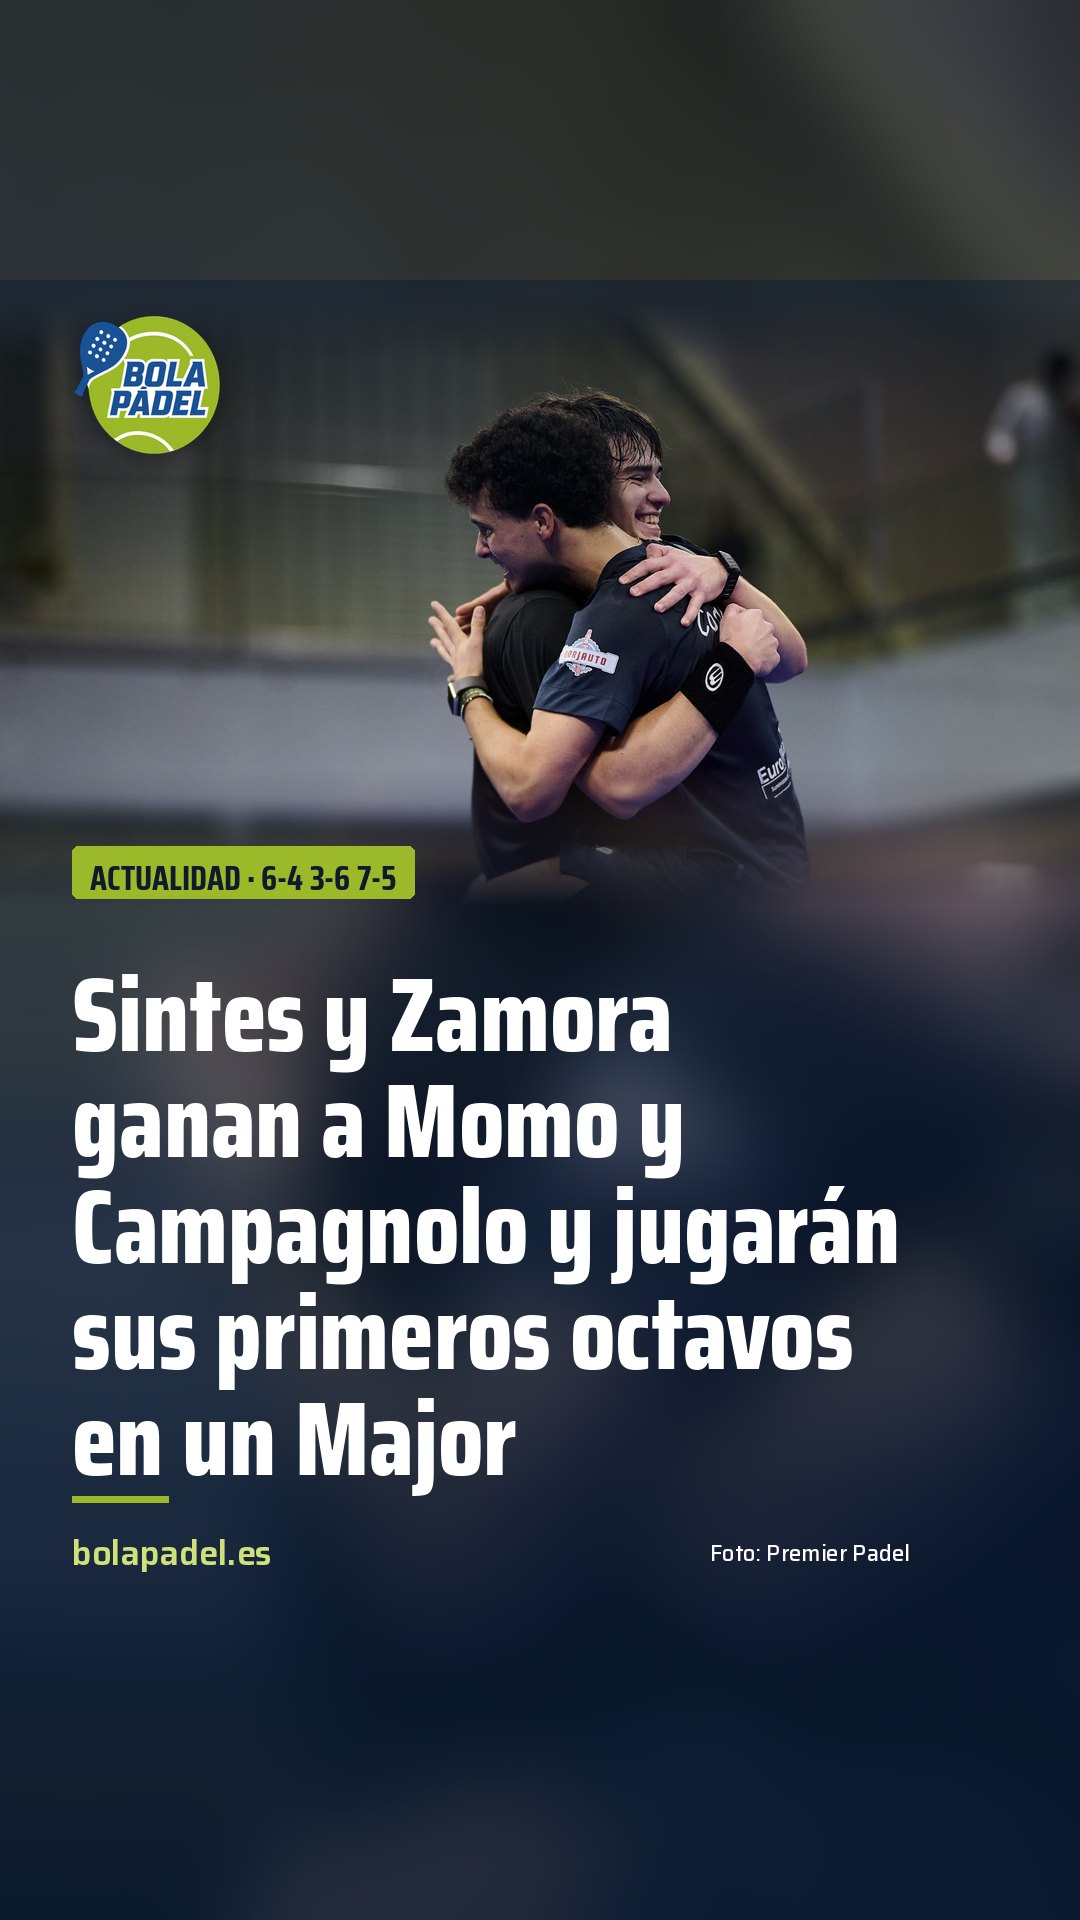 BOLA
PÁDEL
ACTUALIDAD · 6-4 3-6 7-5
Sintes y Zamora
ganan a Momo y
Campagnolo y jugarán
sus primeros octavos
en un Major
bolapadel.es
Foto: Premier Padel